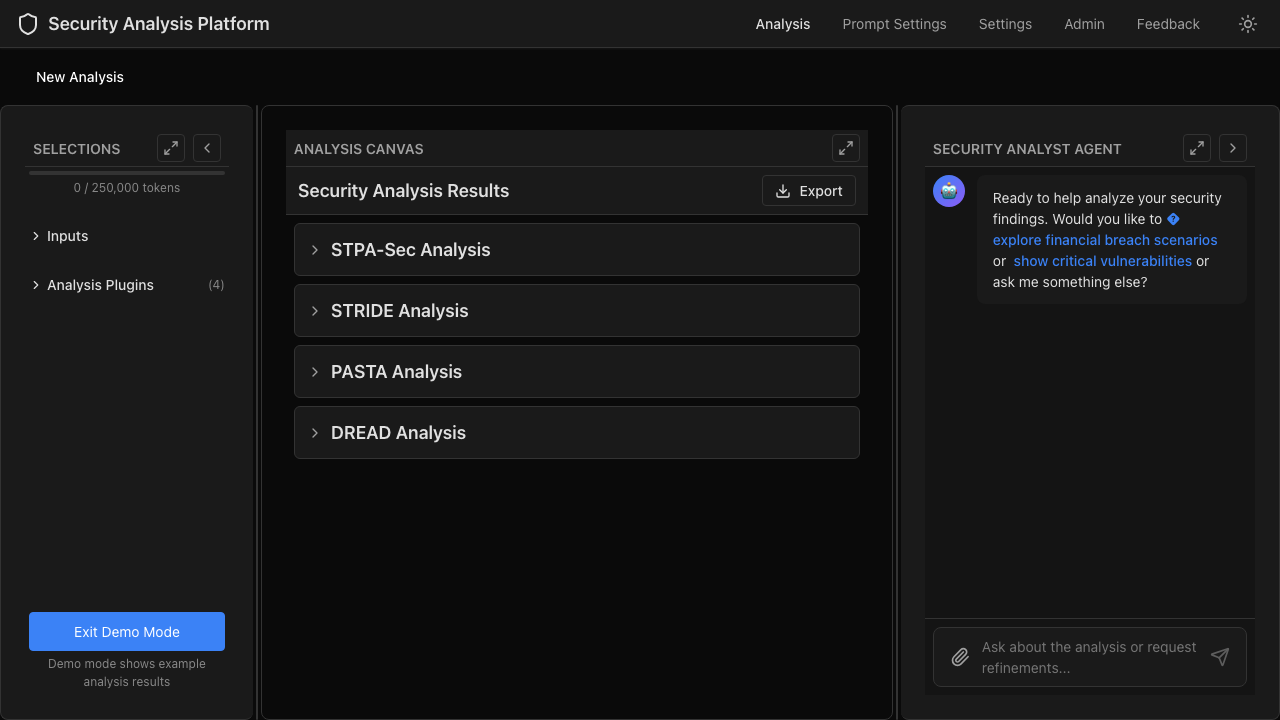 Security Analysis Platform
Analysis
Prompt Settings
Settings
Admin
Feedback
New Analysis
SELECTIONS
0 / 250,000 tokens
Inputs
Analysis Plugins (4)
Exit Demo Mode
Demo mode shows example
analysis results
ANALYSIS CANVAS
Security Analysis Results
Export
STPA-Sec Analysis
STRIDE Analysis
PASTA Analysis
DREAD Analysis
SECURITY ANALYST AGENT
Ready to help analyze your security
findings. Would you like to
explore financial breach scenarios
or show critical vulnerabilities or
ask me something else?
Ask about the analysis or request
refinements...